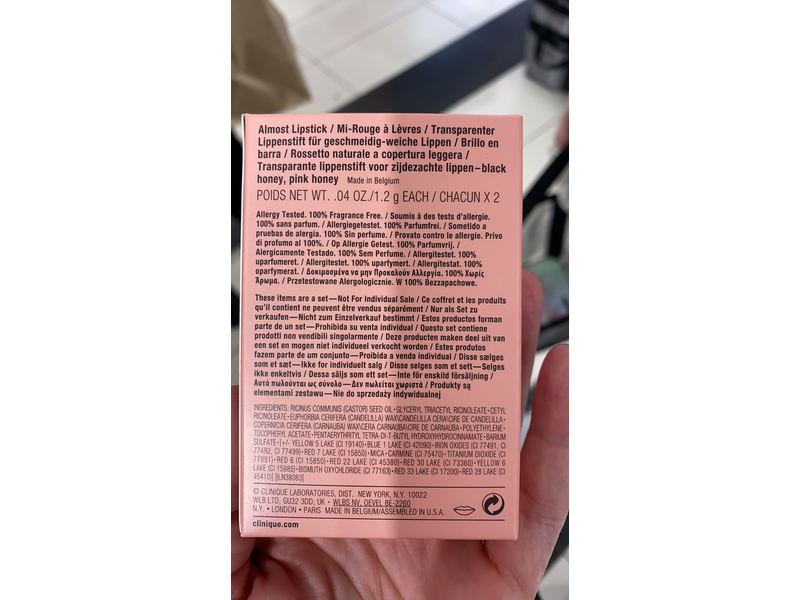 Almost Lipstick / Mi-Rouge à Lèvres / Transparenter
Lippenstift für geschmeidig-weiche Lippen / Brillo en
barra / Rossetto naturale a copertura leggera /
Transparante lippenstift voor zijdezachte lippen–black
honey, pink honey Made in Belgium
POIDS NET WT. .04 OZ./1.2 g EACH / CHACUN X 2
Allergy Tested. 100% Fragrance Free. / Soumis à des tests d'allergie.
100% sans parfum. / Allergiegetestet. 100% Parfumfrei. / Sometido a
pruebas de alergia. 100% Sin perfume. / Provato contro le allergie. Privo
di profumo al 100%. / Op Allergie Getest. 100% Parfumvrij. /
Alergicamente Testado. 100% Sem Perfume. / Allergitestet. 100%
uparfumeret. / Allergitestet. 100% uparfymert. / Allergitestat. 100%
oparfymerat. / Δοκιμασμένα να μην Προκαλούν Αλλεργία. 100% Χωρίς
Άρωμα. / Przetestowane Alergologicznie. W 100% Bezzapachowe.
These items are a set—Not For Individual Sale / Ce coffret et les produits
qu'il contient ne peuvent être vendus séparément / Nur als Set zu
verkaufen—Nicht zum Einzelverkauf bestimmt / Estos productos forman
parte de un set—Prohibida su venta individual / Questo set contiene
prodotti non vendibili singolarmente / Deze producten maken deel uit van
een set en mogen niet individueel verkocht worden / Estes produtos
fazem parte de um conjunto—Proibida a venda individual / Disse sælges
som et sæt—Ikke for individuelt salg / Disse selges som et sett—Selges
ikke enkeltvis / Dessa säljs som ett set—Inte för enskild försäljning /
Αυτά πωλούνται ως σύνολο—Δεν πωλείται χωριστά / Produkty są
elementami zestawu—Nie do sprzedaży indywidualnej
INGREDIENTS: RICINUS COMMUNIS (CASTOR) SEED OIL•GLYCERYL TRIACETYL RICINOLEATE•CETYL
RICINOLEATE•EUPHORBIA CERIFERA (CANDELILLA) WAX\CANDELILLA CERA\CIRE DE CANDELILLA•
COPERNICIA CERIFERA (CARNAUBA) WAX\CERA CARNAUBA\CIRE DE CARNAUBA•POLYETHYLENE•
TOCOPHERYL ACETATE•PENTAERYTHRITYL TETRA-DI-T-BUTYL HYDROXYHYDROCINNAMATE•BARIUM
SULFATE•[+/- YELLOW 5 LAKE (CI 19140)•BLUE 1 LAKE (CI 42090)•IRON OXIDES (CI 77491, CI
77492, CI 77499)•RED 7 LAKE (CI 15850)•MICA•CARMINE (CI 75470)•TITANIUM DIOXIDE (CI
77891)•RED 6 (CI 15850)•RED 22 LAKE (CI 45380)•RED 30 LAKE (CI 73360)•YELLOW 6
LAKE (CI 15985)•BISMUTH OXYCHLORIDE (CI 77163)•RED 33 LAKE (CI 17200)•RED 28 LAKE (CI
45410)] [ILN38083]
© CLINIQUE LABORATORIES, DIST. NEW YORK, N.Y. 10022
WLB LTD, GU32 3DD, UK • WLBS NV. OEVEL BE-2260
N.Y. • LONDON • PARIS MADE IN BELGIUM/ASSEMBLED IN U.S.A.
clinique.com